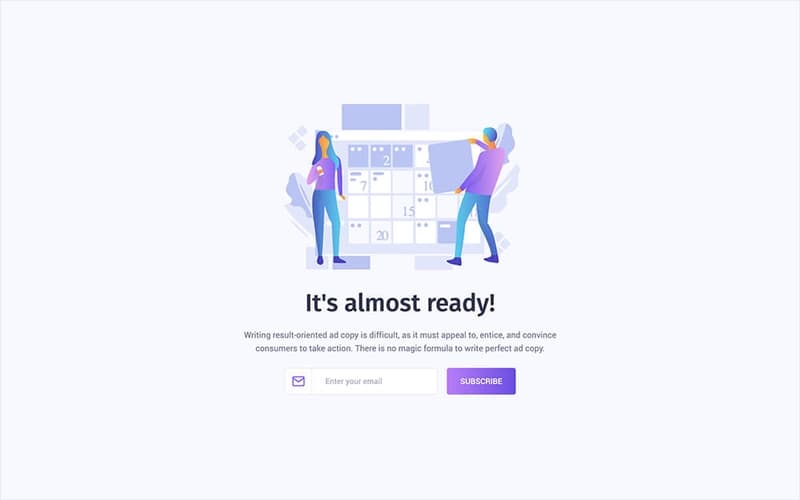 2
7
10
15
20
It's almost ready!
Writing result-oriented ad copy is difficult, as it must appeal to, entice, and convince
consumers to take action. There is no magic formula to write perfect ad copy.
Enter your email
SUBSCRIBE